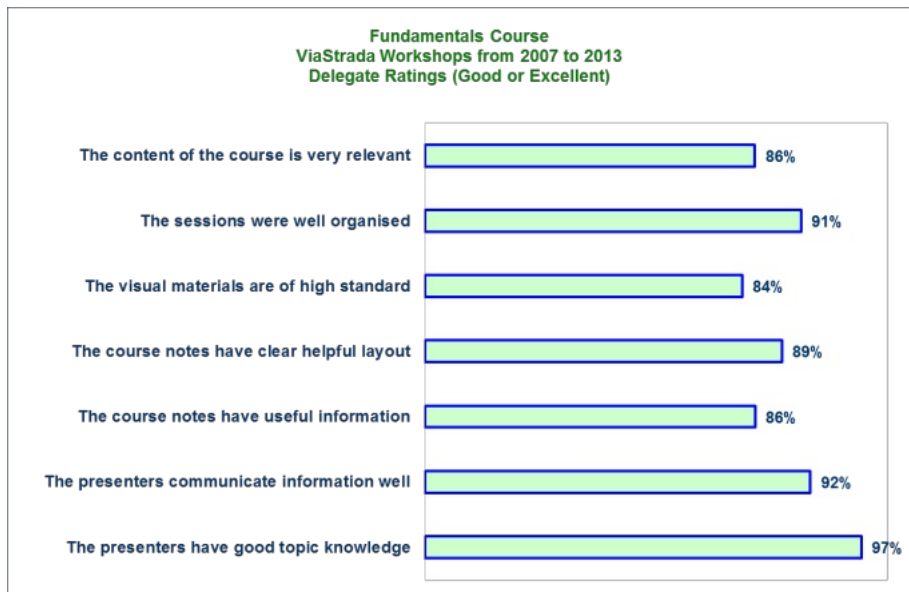 Fundamentals Course
ViaStrada Workshops from 2007 to 2013
Delegate Ratings (Good or Excellent)
The content of the course is very relevant 86%
The sessions were well organised 91%
The visual materials are of high standard 84%
The course notes have clear helpful layout 89%
The course notes have useful information 86%
The presenters communicate information well 92%
The presenters have good topic knowledge 97%